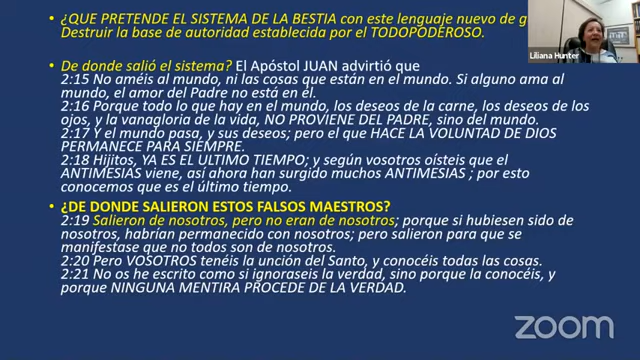 • ¿QUE PRETENDE EL SISTEMA DE LA BESTIA con este lenguaje nuevo de
Destruir la base de autoridad establecida por el TODOPODEROSO.
Liliana Hunter
• De donde salió el sistema? El Apóstol JUAN advirtió que
2:15 No améis al mundo, ni las cosas que están en el mundo. Si alguno ama al
mundo, el amor del Padre no está en él.
2:16 Porque todo lo que hay en el mundo, los deseos de la carne, los deseos de los
ojos, y la vanagloria de la vida, NO PROVIENE DEL PADRE, sino del mundo.
2:17 Y el mundo pasa, y sus deseos; pero el que HACE LA VOLUNTAD DE DIOS
PERMANECE PARA SIEMPRE.
2:18 Hijitos, YA ES EL ULTIMO TIEMPO; y según vosotros oísteis que el
ANTIMESIAS viene, así ahora han surgido muchos ANTIMESIAS ; por esto
conocemos que es el último tiempo.
• ¿DE DONDE SALIERON ESTOS FALSOS MAESTROS?
2:19 Salieron de nosotros, pero no eran de nosotros; porque si hubiesen sido de
nosotros, habrían permanecido con nosotros; pero salieron para que se
manifestase que no todos son de nosotros.
2:20 Pero VOSOTROS tenéis la unción del Santo, y conocéis todas las cosas.
2:21 No os he escrito como si ignoraseis la verdad, sino porque la conocéis, y
porque NINGUNA MENTIRA PROCEDE DE LA VERDAD.
zoom